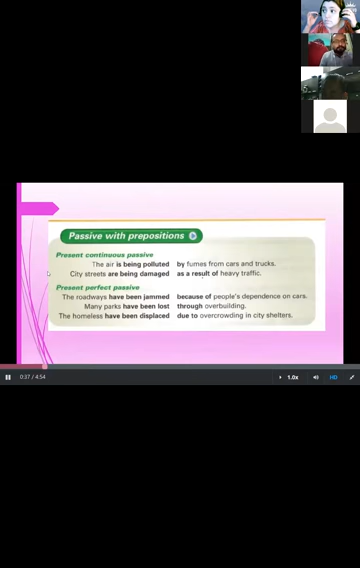 Passive with prepositions
Present continuous passive
The air is being polluted by fumes from cars and trucks.
City streets are being damaged as a result of heavy traffic.
Present perfect passive
The roadways have been jammed because of people's dependence on cars.
Many parks have been lost through overbuilding.
The homeless have been displaced due to overcrowding in city shelters.
0:37 / 4:54
1.0x
HD